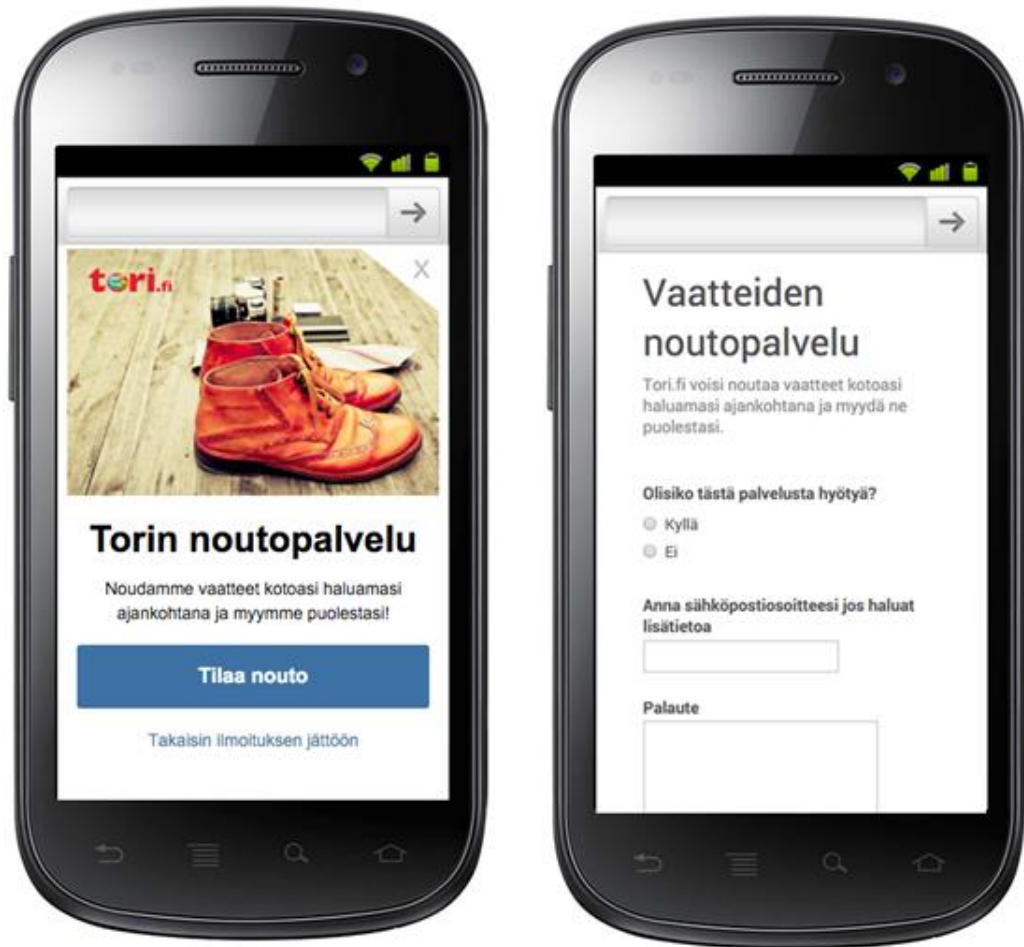 tori.fi
X
Torin noutopalvelu
Noudamme vaatteet kotoasi haluamasi
ajankohtana ja myymme puolestasi!
Tilaa nouto
Takaisin ilmoituksen jättöön
Vaatteiden
noutopalvelu
Tori.fi voisi noutaa vaatteet kotoasi
haluamasi ajankohtana ja myydä ne
puolestasi.
Olisiko tästä palvelusta hyötyä?
Kyllä
Ei
Anna sähköpostiosoitteesi jos haluat
lisätietoa
Palaute